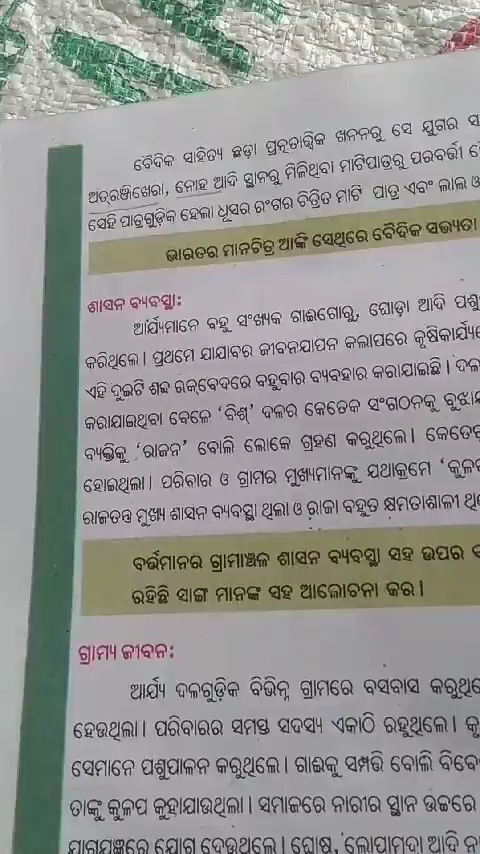 ବୈଦିକ ସାହିତ୍ୟ ଛଡ଼ା ପ୍ରତ୍ନତାତ୍ତ୍ୱିକ ଖନନରୁ ସେ ଯୁଗର
ଅତରଞ୍ଜିଖେରା, ନୋହ ଆଦି ସ୍ଥାନରୁ ମିଳିଥିବା ମାଟିପାତ୍ରରୁ ପରବର୍ତ୍ତୀ
ସେହି ପାତ୍ରଗୁଡ଼ିକ ହେଲା ଧୂସର ରଂଗର ଚିତ୍ରିତ ମାଟି ପାତ୍ର ଏବଂ ଲାଲ ଓ
ଭାରତର ମାନଚିତ୍ର ଆଙ୍କି ସେଥିରେ ବୈଦିକ ସଭ୍ୟତା
ଶାସନ ବ୍ୟବସ୍ଥା:
ଆର୍ଯ୍ୟମାନେ ବହୁ ସଂଖ୍ୟକ ଗାଈଗୋରୁ, ଘୋଡ଼ା ଆଦି
କରିଥିଲେ। ପ୍ରଥମେ ଯାଯାବର ଜୀବନଯାପନ କଲାପରେ
ଏହି ଦୁଇଟି ଶବ୍ଦ ଋକ୍‌ବେଦରେ ବହୁବାର ବ୍ୟବହାର କରାଯାଇଛି। ଦଳ
କରାଯାଇଥିବା ବେଳେ ‘ବିଶ୍’ ଦଳର କେତେକ ସଂଗଠନକୁ
ବ୍ୟକ୍ତିକୁ ‘ରାଜନ’ ବୋଲି ଲୋକେ ଗ୍ରହଣ କରୁଥିଲେ।
ହୋଇଥିଲା। ପରିବାର ଓ ଗ୍ରାମର ମୁଖ୍ୟମାନଙ୍କୁ ଯଥାକ୍ରମେ
ରାଜତନ୍ତ୍ର ମୁଖ୍ୟ ଶାସନ ବ୍ୟବସ୍ଥା ଥିଲା ଓ ରାଜା ବହୁତ କ୍ଷମତାଶାଳୀ
ବର୍ତ୍ତମାନର ଗ୍ରାମାଞ୍ଚଳ ଶାସନ ବ୍ୟବସ୍ଥା ସହ ଉପର
ରହିଛି ସାଙ୍ଗ ମାନଙ୍କ ସହ ଆଲୋଚନା କର।
ଗ୍ରାମ୍ୟ ଜୀବନ:
ଆର୍ଯ୍ୟ ଦଳଗୁଡ଼ିକ ବିଭିନ୍ନ ଗ୍ରାମରେ ବସବାସ
ହେଉଥିଲା। ପରିବାରର ସମସ୍ତ ସଦସ୍ୟ ଏକାଠି ରହୁଥିଲେ।
ସେମାନେ ପଶୁପାଳନ କରୁଥିଲେ। ଗାଈକୁ ସମ୍ପତ୍ତି ବୋଲି
ତାଙ୍କୁ କୁଳପ କୁହାଯାଉଥିଲା। ସମାଜରେ ନାରୀର ସ୍ଥାନ ଉଚ୍ଚରେ
ଯାଗଯଜ୍ଞରେ ଯୋଗ ଦେଉଥିଲେ। ଘୋଷ, ଲୋପାମୁଦ୍ରା ଆଦି